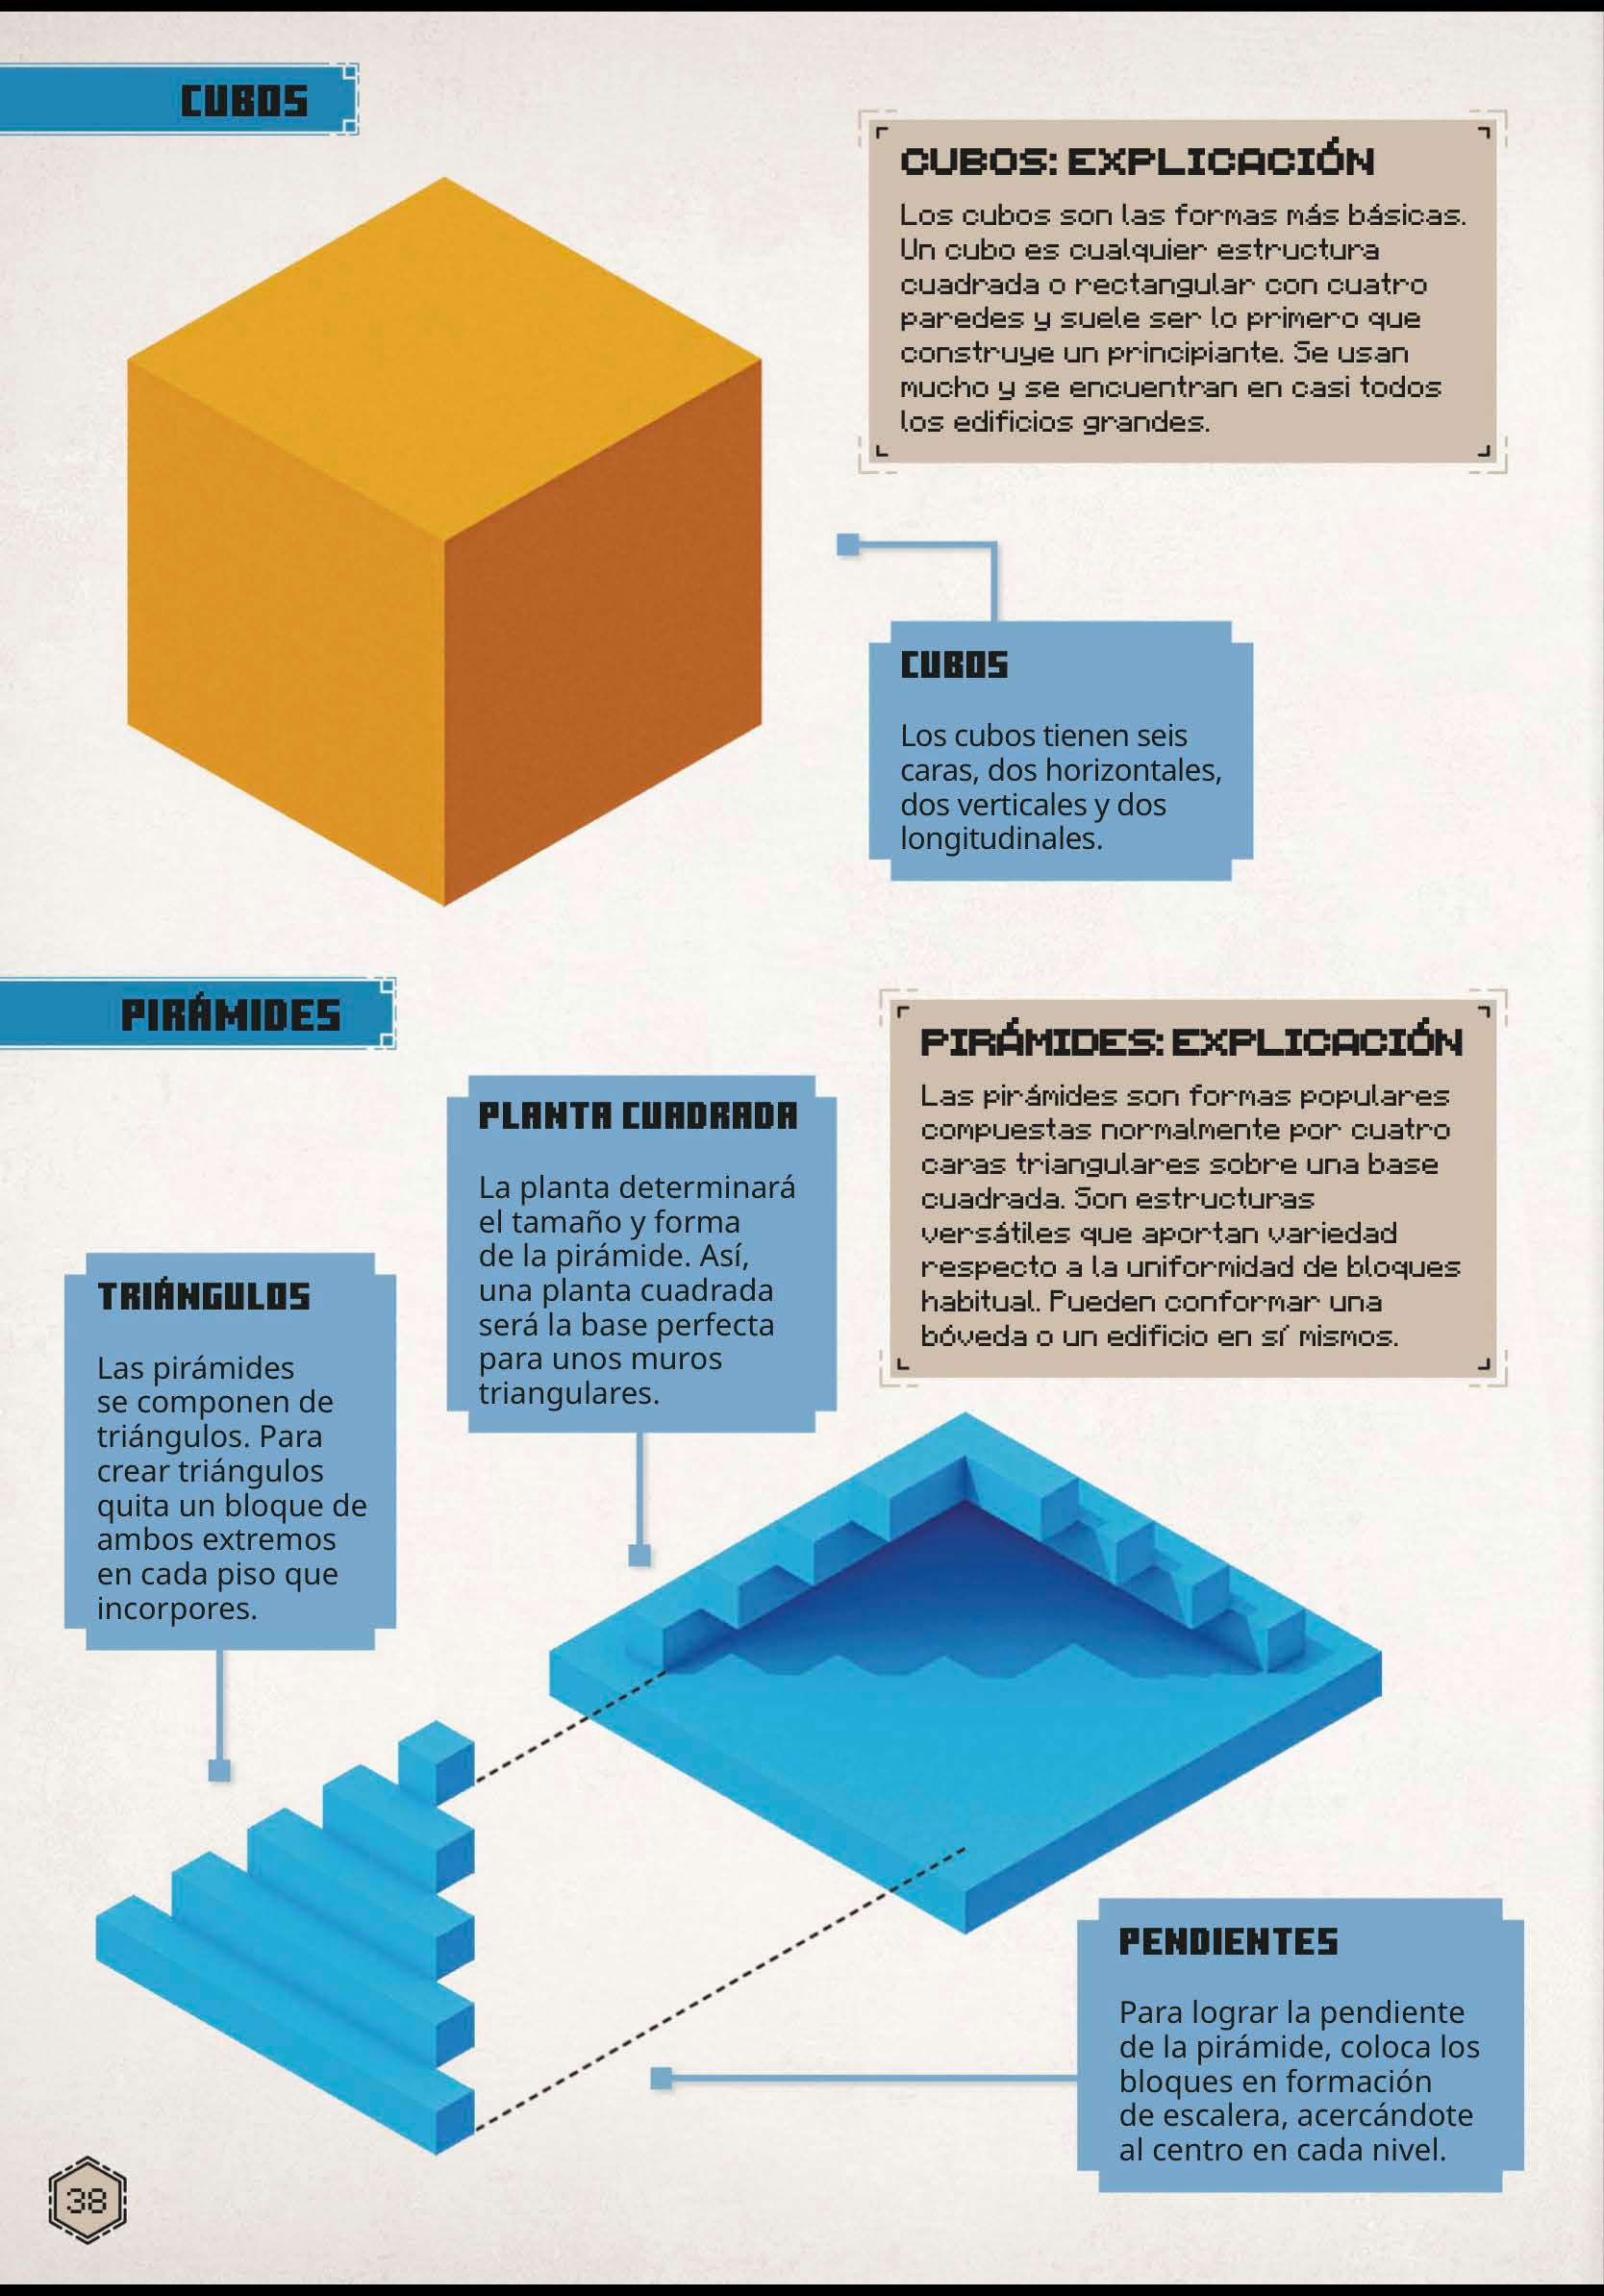 CUBOS
CUBOS: EXPLICACIÓN
Los cubos son las formas más básicas.
Un cubo es cualquier estructura
cuadrada o rectangular con cuatro
paredes y suele ser lo primero que
construye un principiante. Se usan
mucho y se encuentran en casi todos
los edificios grandes.
CUBOS
Los cubos tienen seis
caras, dos horizontales,
dos verticales y dos
longitudinales.
PIRÁMIDES
PIRÁMIDES: EXPLICACIÓN
Las pirámides son formas populares
compuestas normalmente por cuatro
caras triangulares sobre una base
cuadrada. Son estructuras
versátiles que aportan variedad
respecto a la uniformidad de bloques
habitual. Pueden conformar una
bóveda o un edificio en sí mismos.
PLANTA CUADRADA
La planta determinará
el tamaño y forma
de la pirámide. Así,
una planta cuadrada
será la base perfecta
para unos muros
triangulares.
TRIÁNGULOS
Las pirámides
se componen de
triángulos. Para
crear triángulos
quita un bloque de
ambos extremos
en cada piso que
incorpores.
PENDIENTES
Para lograr la pendiente
de la pirámide, coloca los
bloques en formación
de escalera, acercándote
al centro en cada nivel.
38